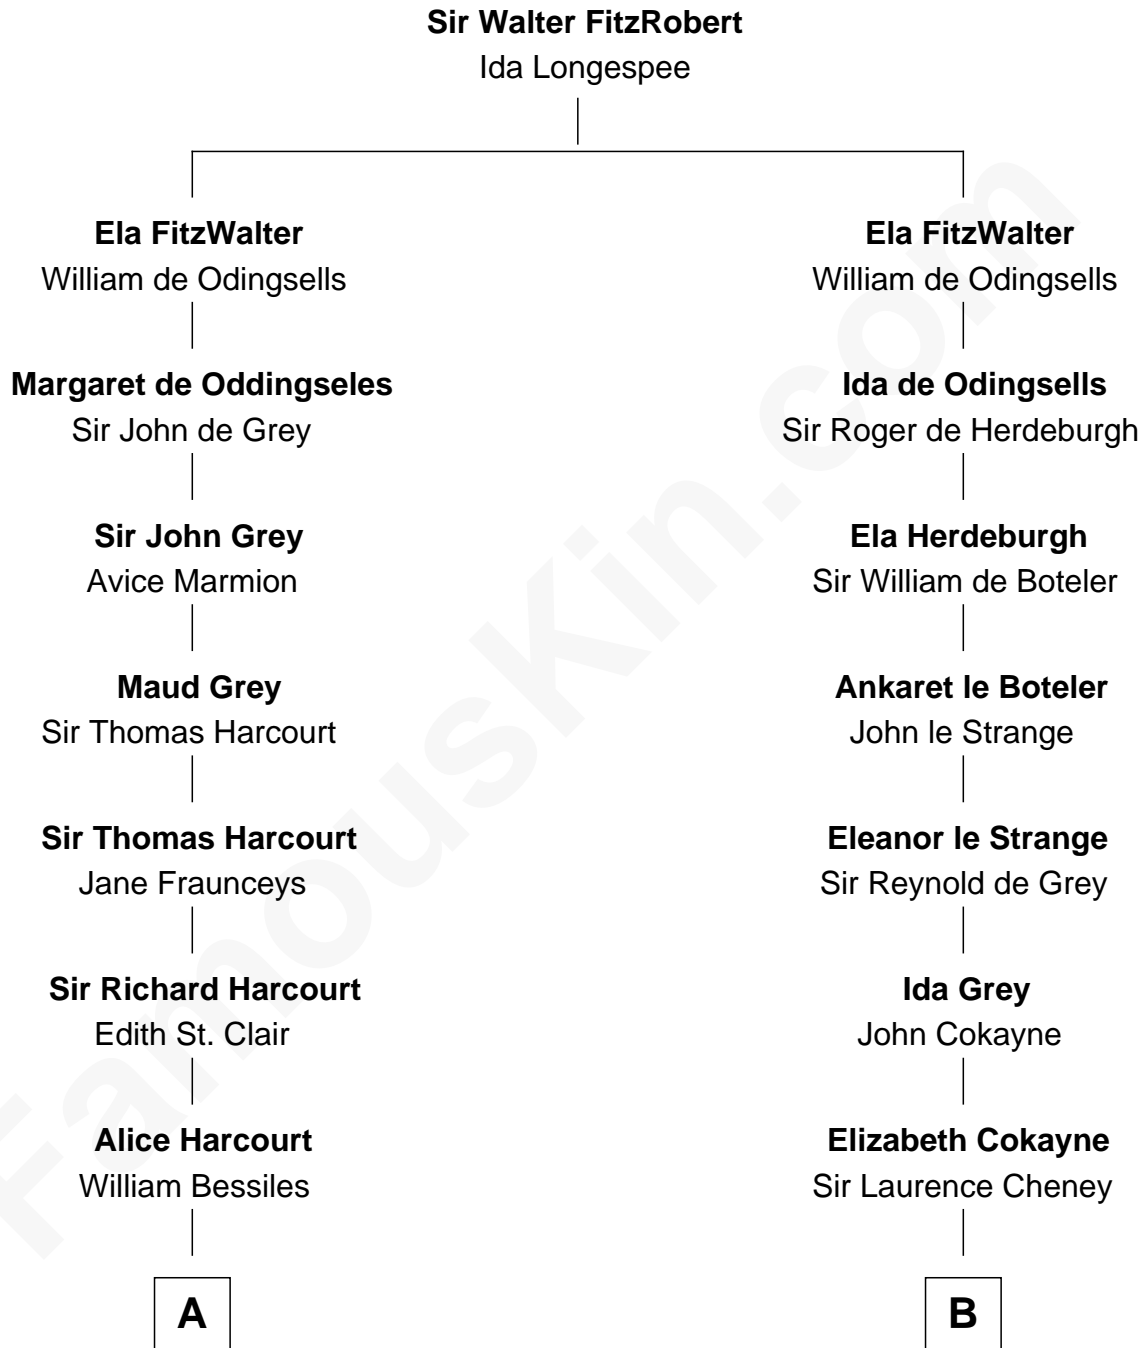 Sir Walter FitzRobert
Ida Longespee
Ela FitzWalter
William de Odingsells
Margaret de Oddingseles
Sir John de Grey
Sir John Grey
Avice Marmion
Maud Grey
Sir Thomas Harcourt
Sir Thomas Harcourt
Jane Fraunceys
Sir Richard Harcourt
Edith St. Clair
Alice Harcourt
William Bessiles
A
Ela FitzWalter
William de Odingsells
Ida de Odingsells
Sir Roger de Herdeburgh
Ela Herdeburgh
Sir William de Boteler
Ankaret le Boteler
John le Strange
Eleanor le Strange
Sir Reynold de Grey
Ida Grey
John Cokayne
Elizabeth Cokayne
Sir Laurence Cheney
B
FamousKin.com